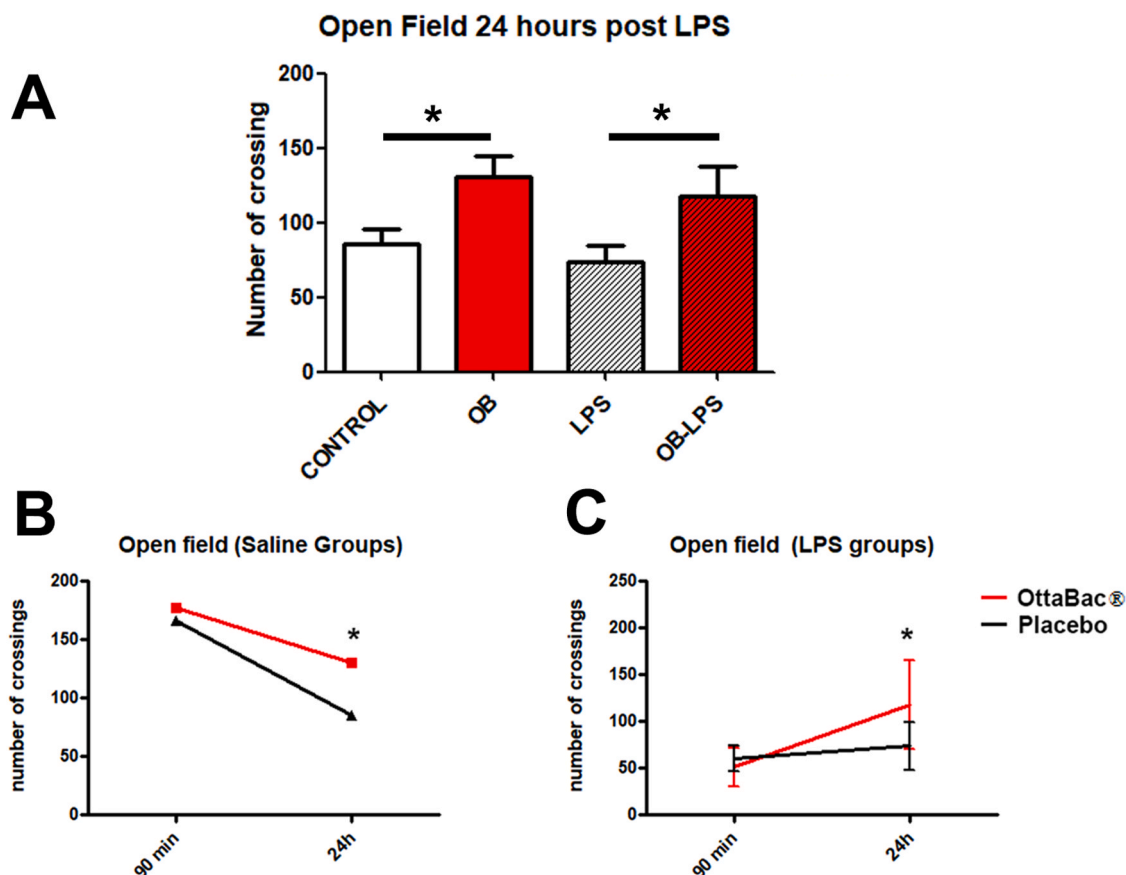 Open Field 24 hours post LPS
A
Number of crossing
200
150
100
50
0
*
*
CONTROL
OB
LPS
OB-LPS
B
Open field (Saline Groups)
number of crossings
200
150
100
50
0
*
90 min
24h
C
Open field (LPS groups)
number of crossings
250
200
150
100
50
0
*
90 min
24h
OttaBac®
Placebo